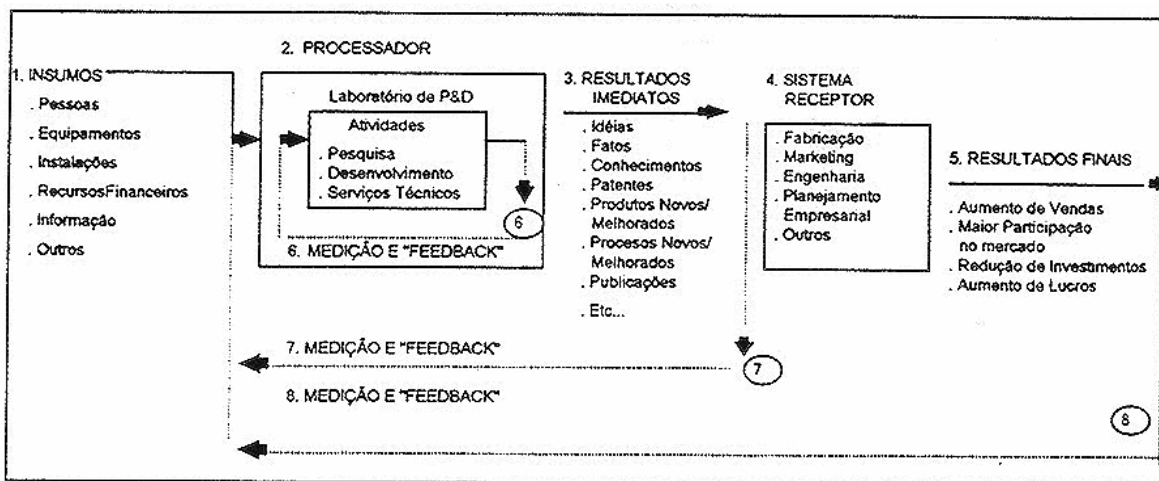 1. INSUMOS
. Pessoas
. Equipamentos
. Instalações
. RecursosFinanceiros
. Informação
. Outros
2. PROCESSADOR
Laboratório de P&D
Atividades
. Pesquisa
. Desenvolvimento
. Serviços Técnicos
6
6. MEDIÇÃO E "FEEDBACK"
3. RESULTADOS
IMEDIATOS
. Idéias
. Fatos
. Conhecimentos
. Patentes
. Produtos Novos/
Melhorados
. Procesos Novos/
Melhorados
. Publicações
. Etc...
4. SISTEMA
RECEPTOR
. Fabricação
. Marketing
. Engenharia
. Planejamento
Empresarial
. Outros
5. RESULTADOS FINAIS
. Aumento de Vendas
. Maior Participação
no mercado
. Redução de Investimentos
. Aumento de Lucros
7. MEDIÇÃO E "FEEDBACK"
7
8. MEDIÇÃO E "FEEDBACK"
8